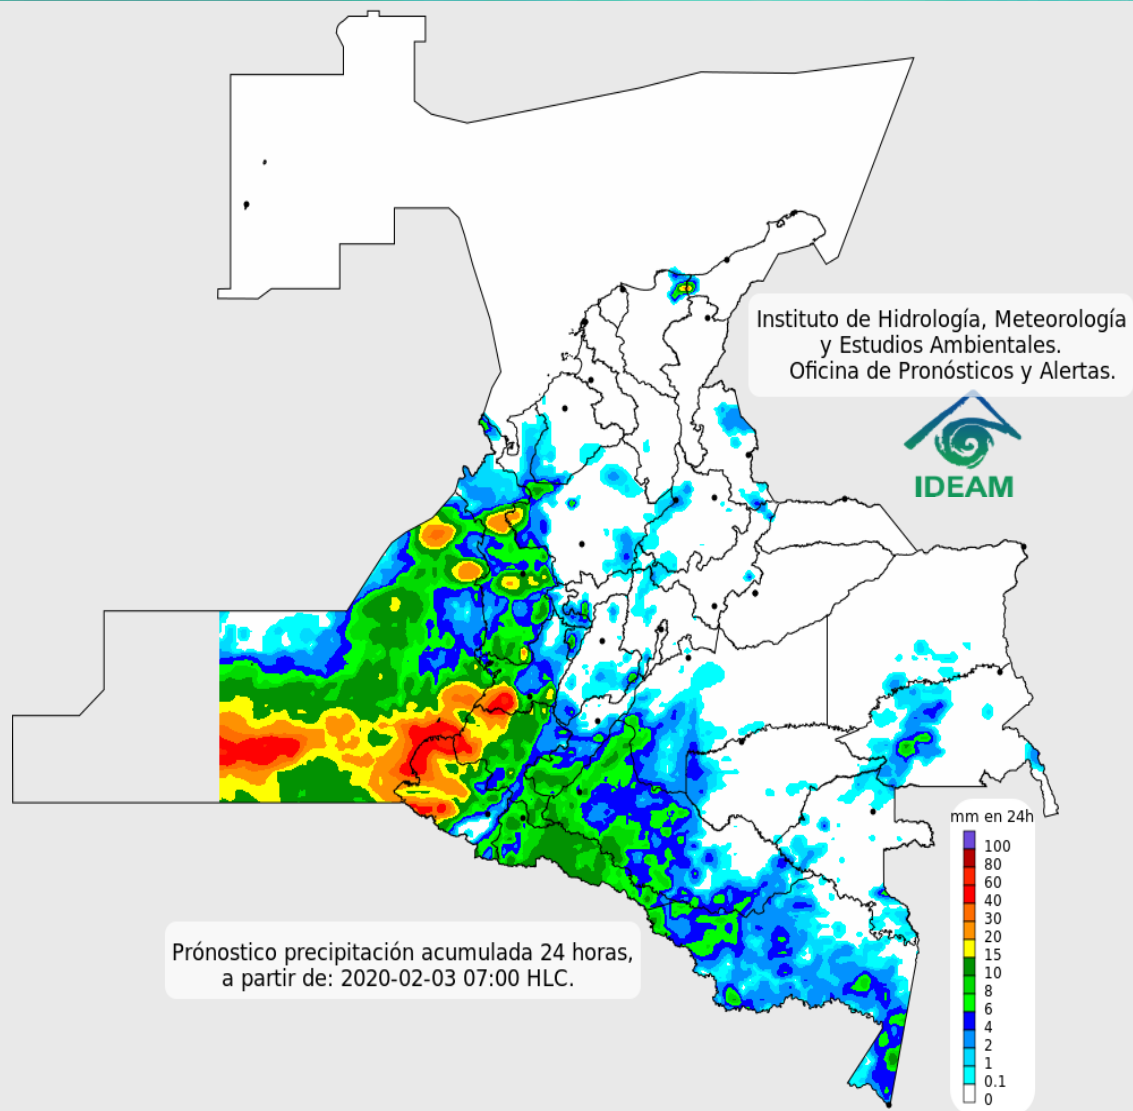 Instituto de Hidrología, Meteorología
y Estudios Ambientales.
Oficina de Pronósticos y Alertas.
IDEAM
mm en 24h
100
80
60
40
30
20
15
10
8
6
4
2
1
0.1
0
Prónostico precipitación acumulada 24 horas,
a partir de: 2020-02-03 07:00 HLC.